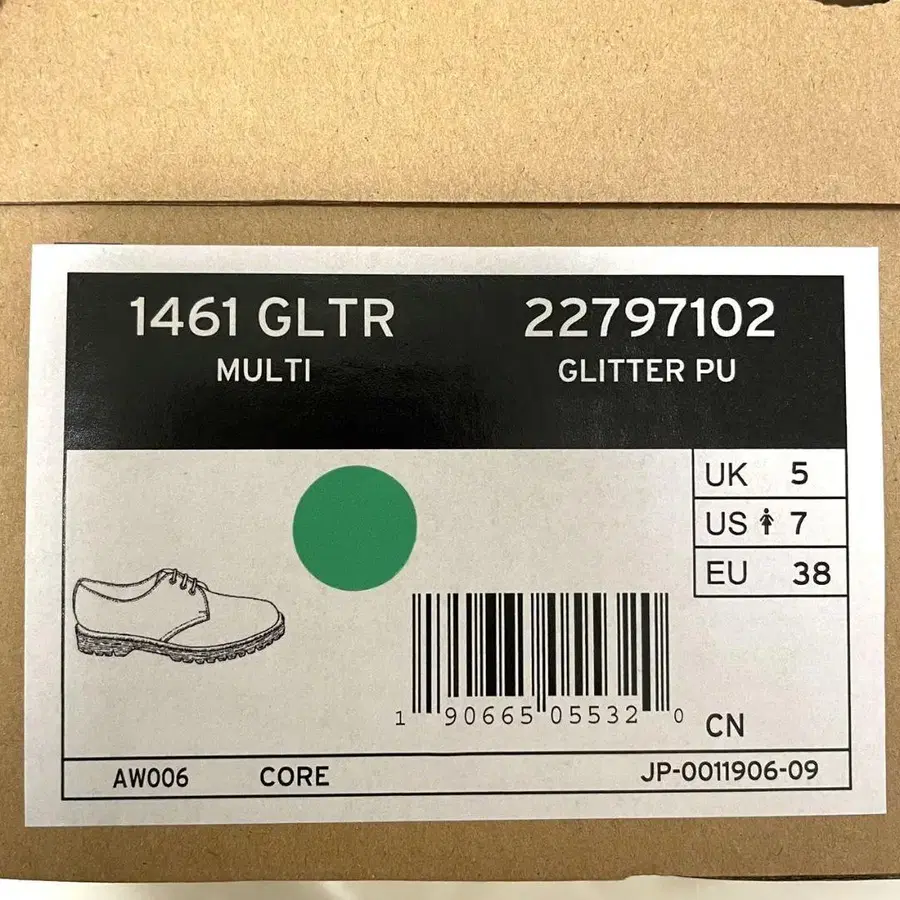 1461 GLTR 22797102
MULTI GLITTER PU
UK 5
US 7
EU 38
1 90665 05532 0
CN
AW006 CORE JP-0011906-09